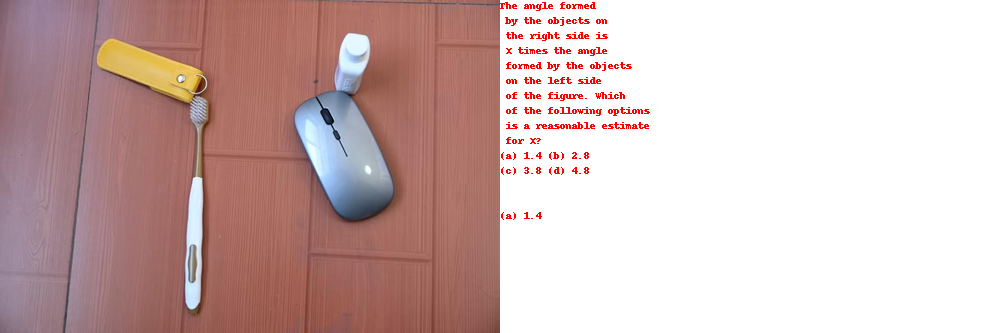 The angle formed
by the objects on
the right side is
X times the angle
formed by the objects
on the left side
of the figure. Which
of the following options
is a reasonable estimate
for X?
(a) 1.4 (b) 2.8
(c) 3.8 (d) 4.8
(a) 1.4